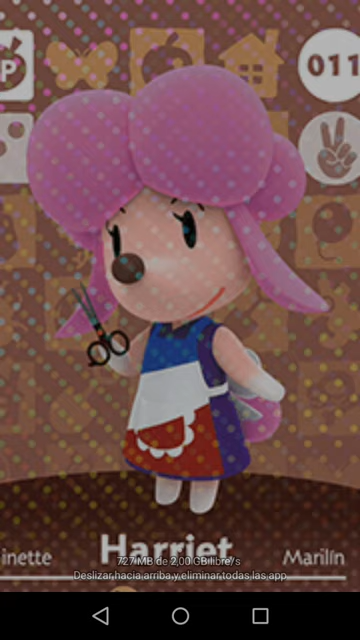 P
011
inette
Harriet
Marilín
727 MB de 2,00 GB libre/s
Deslizar hacia arriba y eliminar todas las app